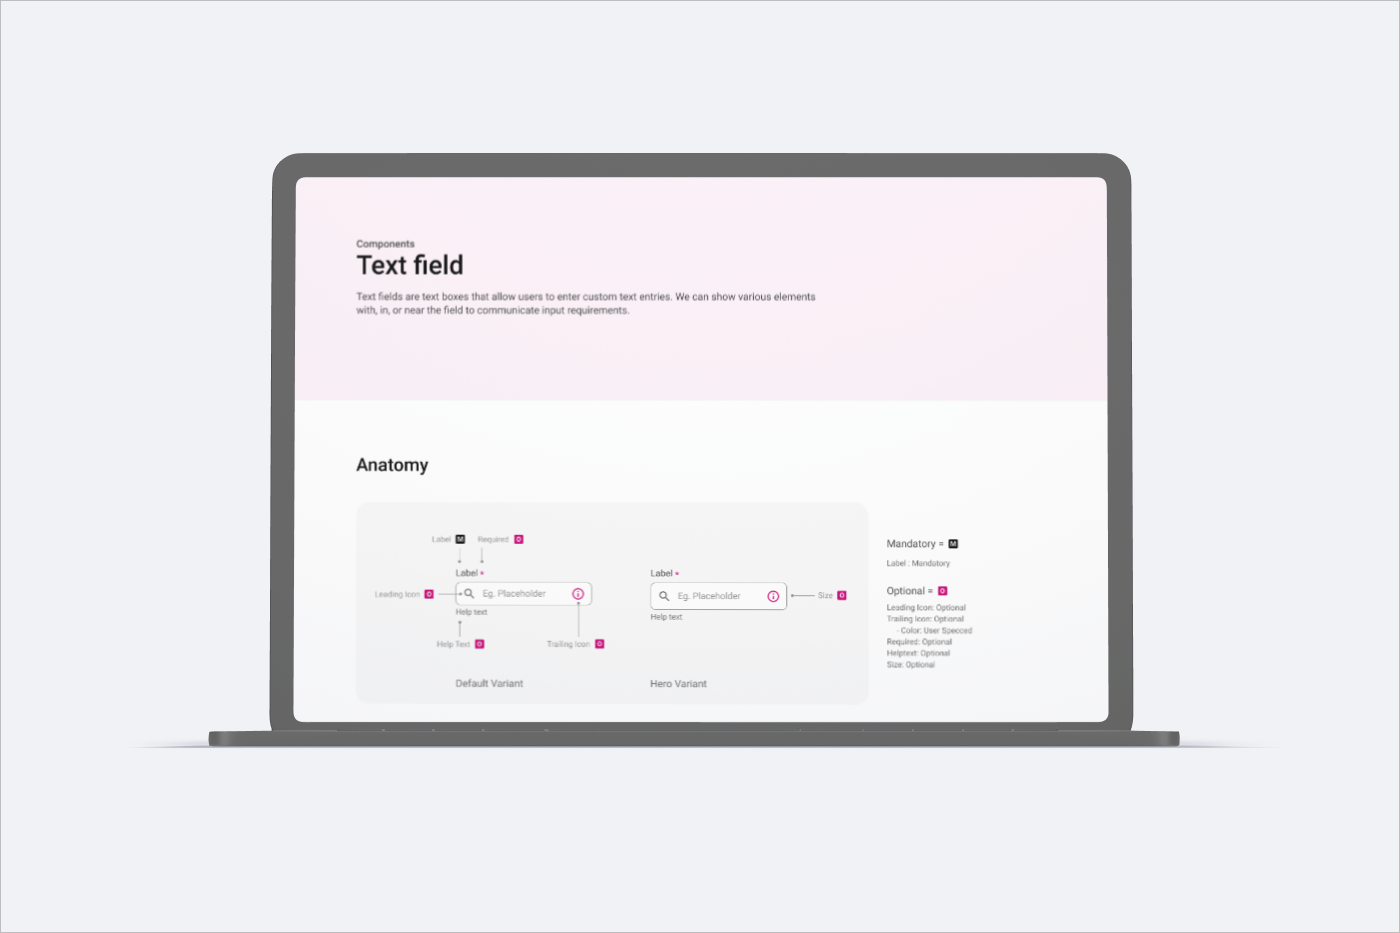 Components
Text field
Text fields are text boxes that allow users to enter custom text entries. We can show various elements
with, in, or near the field to communicate input requirements.
Anatomy
Label M Required O
Label *
Leading Icon O
Eg. Placeholder
Help text
Help Text O
Trailing Icon O
Default Variant
Label *
Eg. Placeholder
Size O
Help text
Hero Variant
Mandatory = M
Label : Mandatory
Optional = O
Leading Icon: Optional
Trailing Icon: Optional
- Color: User Specced
Required: Optional
Helptext: Optional
Size: Optional